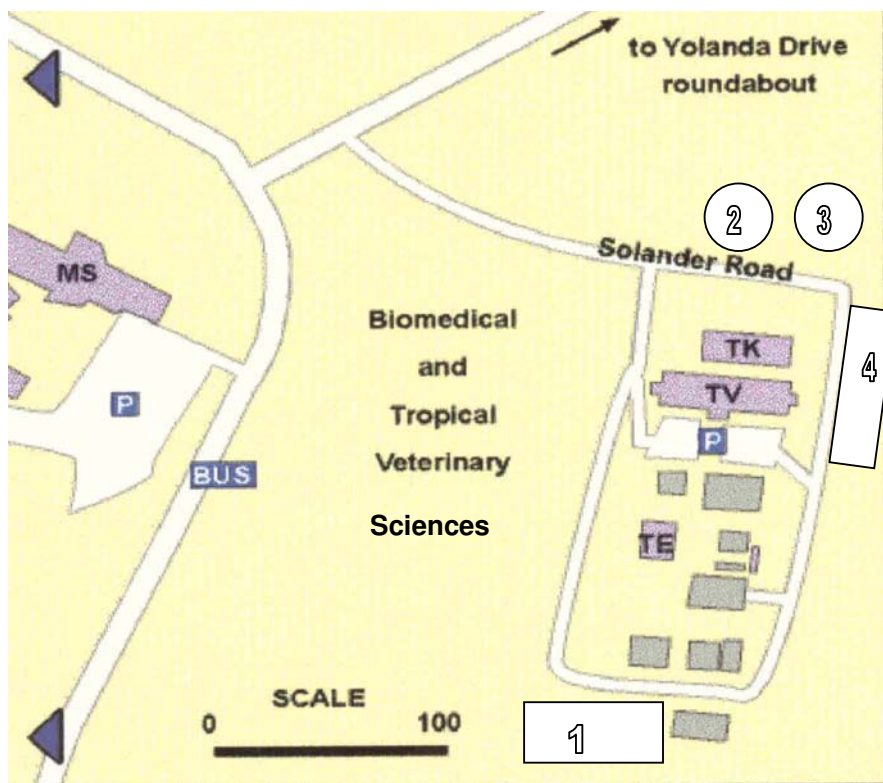 to Yolanda Drive
roundabout
2
3
Solander Road
MS
Biomedical
and
Tropical
Veterinary
Sciences
TK
4
TV
P
P
BUS
TE
SCALE
0
100
1